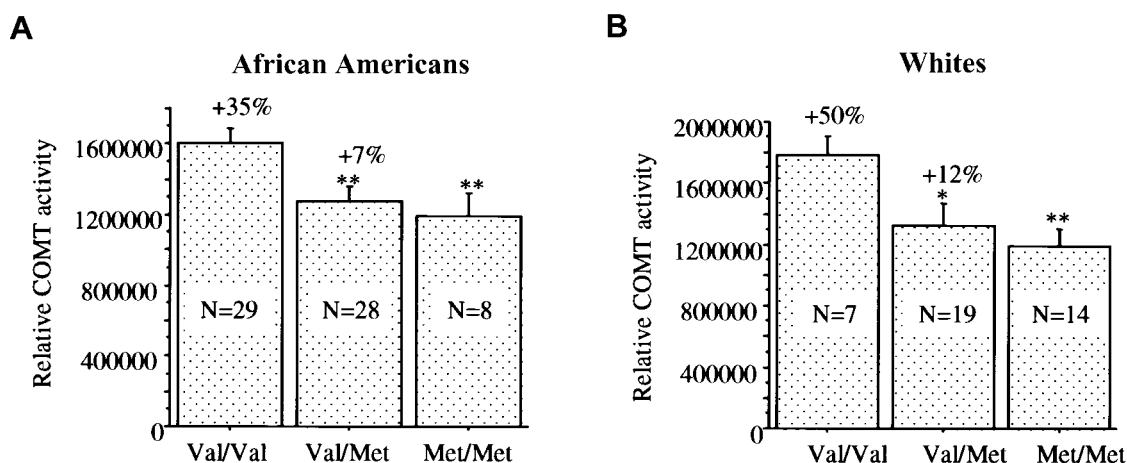 A
African Americans
Relative COMT activity
1600000
1200000
800000
400000
0
+35%
+7%
**
**
N=29
N=28
N=8
Val/Val
Val/Met
Met/Met
B
Whites
Relative COMT activity
2000000
1600000
1200000
800000
400000
0
+50%
+12%
*
**
N=7
N=19
N=14
Val/Val
Val/Met
Met/Met